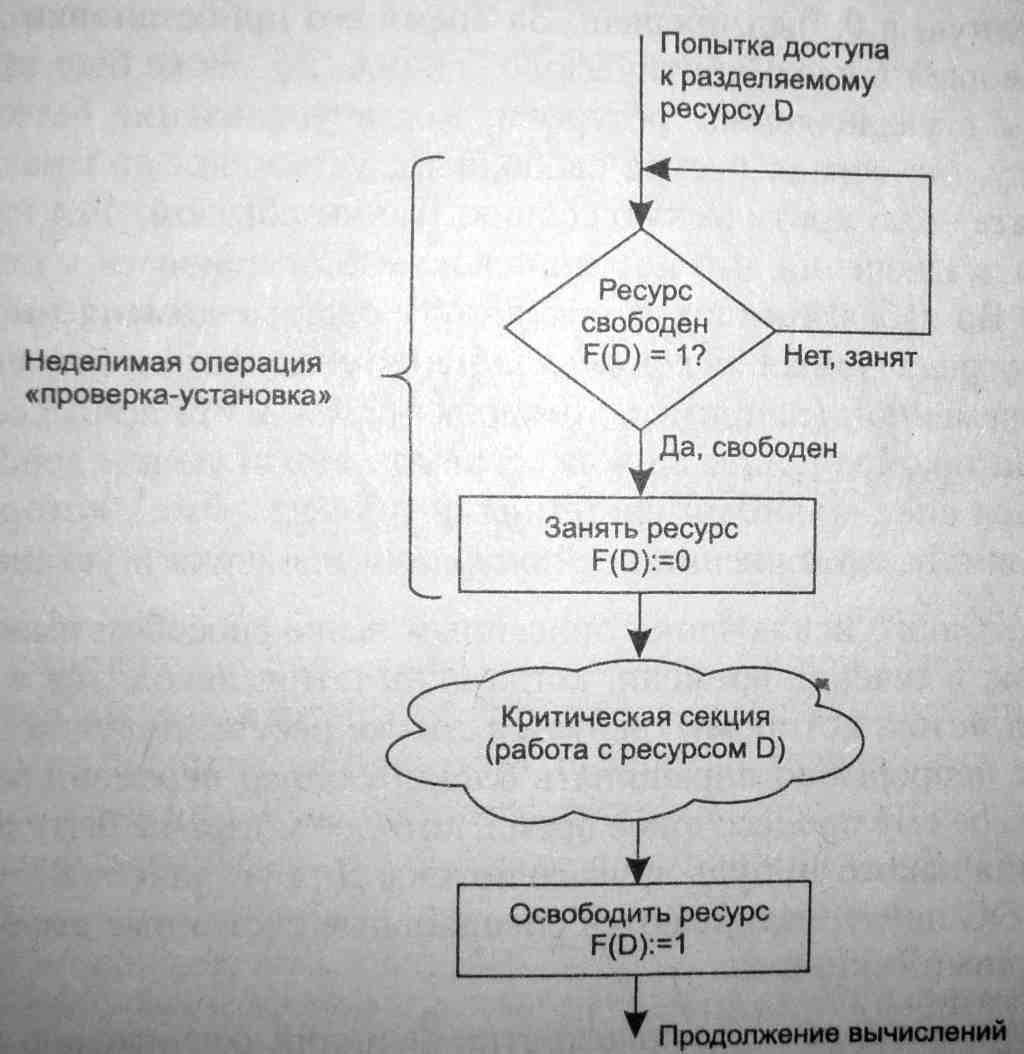 Попытка доступа
к разделяемому
ресурсу D
Ресурс
свободен
F(D) = 1?
Нет, занят
Неделимая операция
«проверка-установка»
Да, свободен
Занять ресурс
F(D):=0
Критическая секция
(работа с ресурсом D)
Освободить ресурс
F(D):=1
Продолжение вычислений